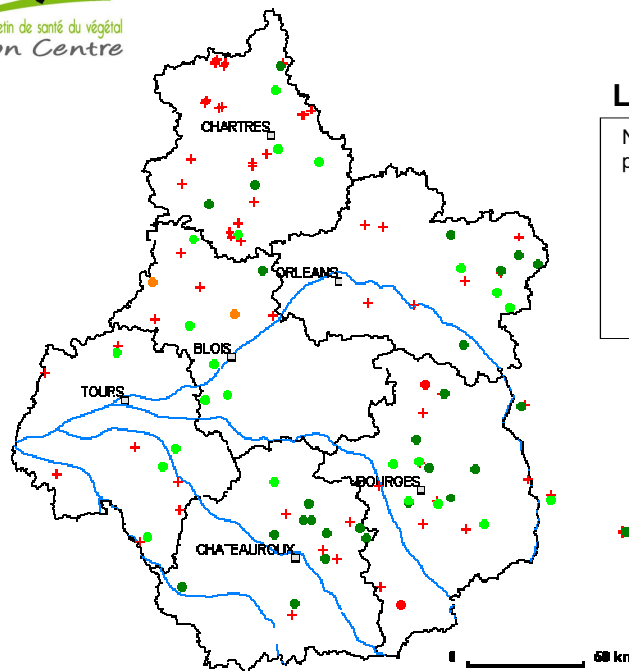 etin de santé du végétal
on Centre
L
N
p
CHARTRES
ORLEANS
BLOIS
TOURS
BOURGES
CHATEAUROUX
50 km